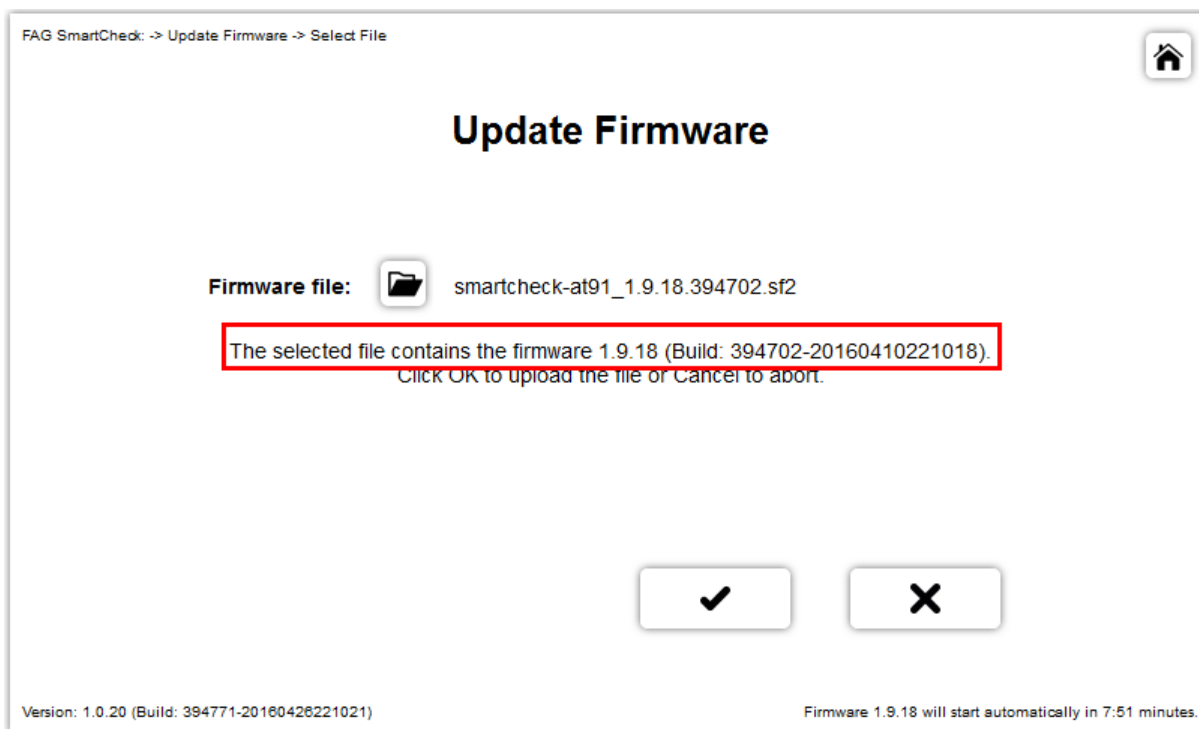 FAG SmartCheck: -> Update Firmware -> Select File
Update Firmware
Firmware file: smartcheck-at91_1.9.18.394702.sf2
The selected file contains the firmware 1.9.18 (Build: 394702-20160410221018).
Click OK to upload the file or Cancel to abort.
Version: 1.0.20 (Build: 394771-20160426221021)
Firmware 1.9.18 will start automatically in 7:51 minutes.